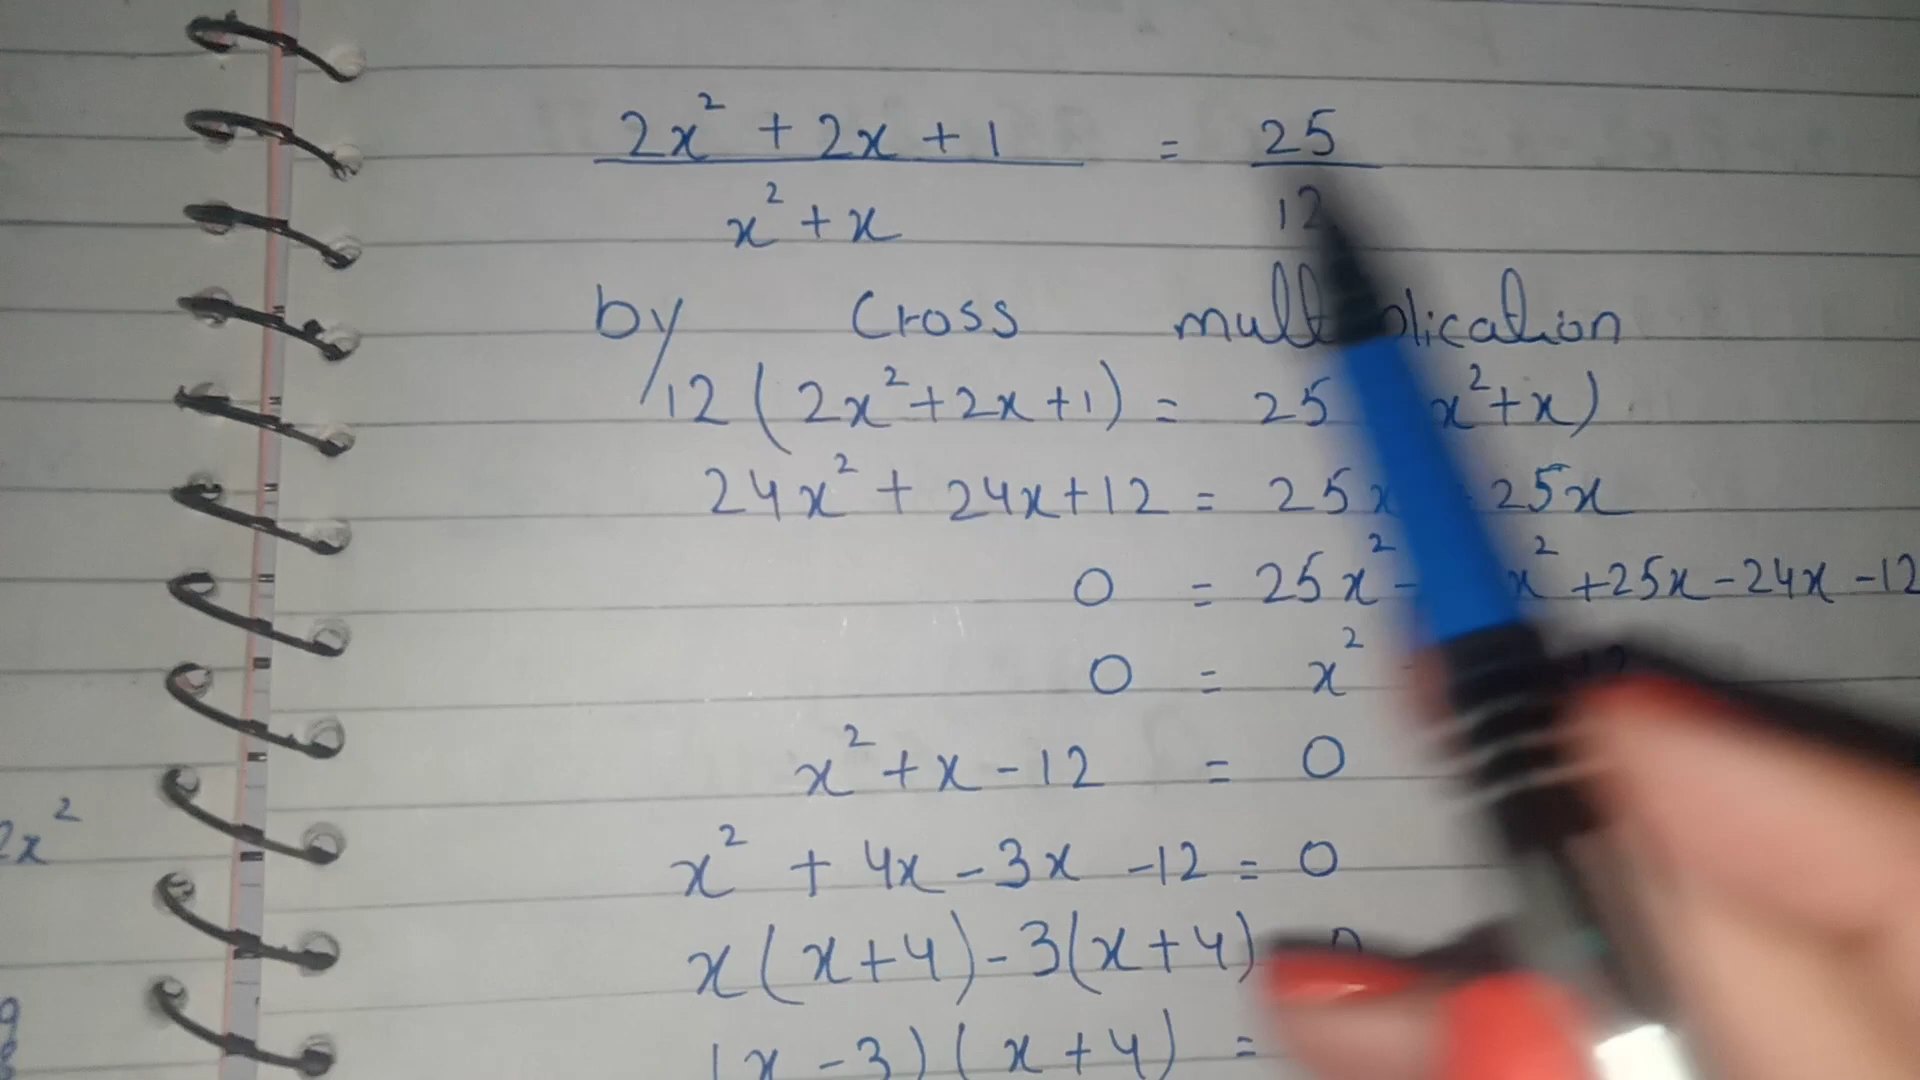 2x² + 2x + 1 / x² + x = 25 / 12
by Cross
12 ( 2x² + 2x + 1 ) = 25 x² + x )
24x² + 24x + 12 = 25x 25x
0 = 25x² - x² + 25x - 24x - 12
0 = x²
x² + x - 12 = 0
x² + 4x - 3x - 12 = 0
x ( x + 4 ) - 3 ( x + 4 )
( x - 3 ) ( x + 4 ) =
2x²